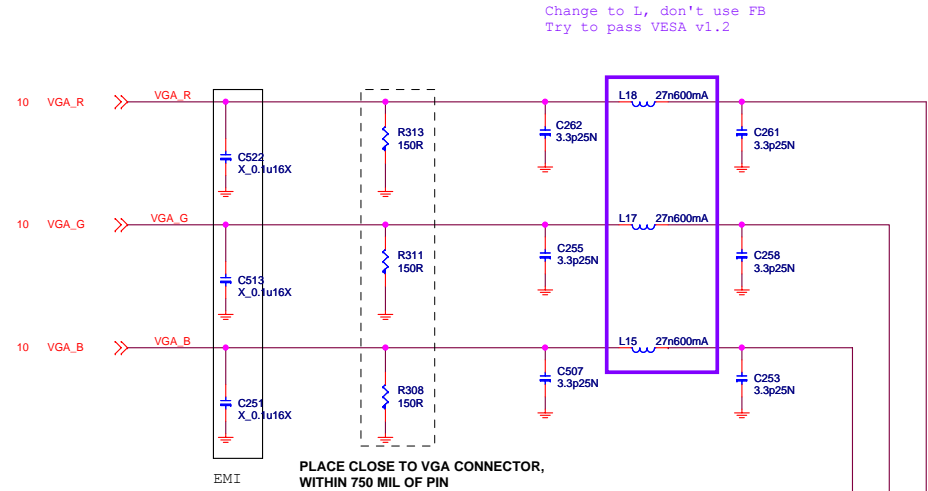 Change to L, don't use FB
Try to pass VESA v1.2
10 VGA_R
VGA_R
L18 27n600mA
C522
X_0.1u16X
R313
150R
C262
3.3p25N
C261
3.3p25N
10 VGA_G
VGA_G
L17 27n600mA
C513
X_0.1u16X
R311
150R
C255
3.3p25N
C258
3.3p25N
10 VGA_B
VGA_B
L15 27n600mA
C251
X_0.1u16X
R308
150R
C507
3.3p25N
C253
3.3p25N
EMI
PLACE CLOSE TO VGA CONNECTOR,
WITHIN 750 MIL OF PIN